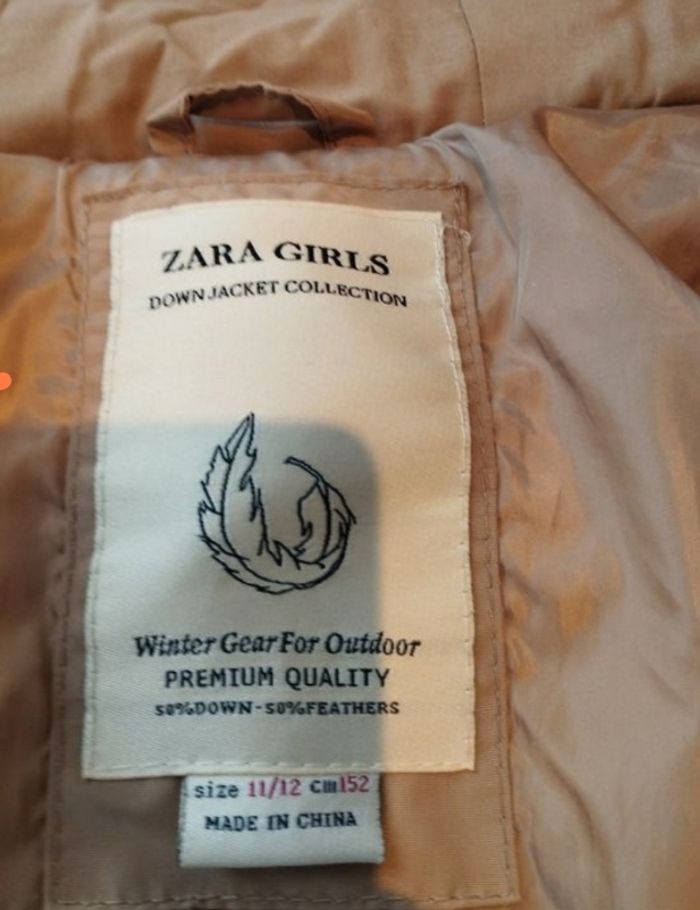 ZARA GIRLS
DOWN JACKET COLLECTION
Winter Gear For Outdoor
PREMIUM QUALITY
50%DOWN-50%FEATHERS
size 11/12 cm152
MADE IN CHINA